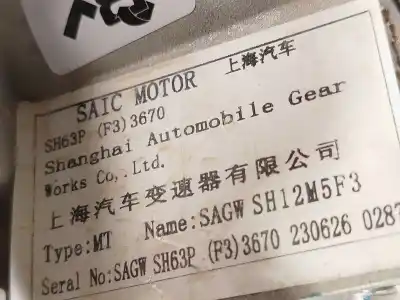 SAIC MOTOR 上海汽车
SH63P (F3)3670
Shanghai Automobile Gear
Works Co,.Ltd.
上海汽车变速器有限公司
Type:MT Name:SAGW SH12M5F3
Seral No:SAGW SH63P (F3)3670 230626 0287